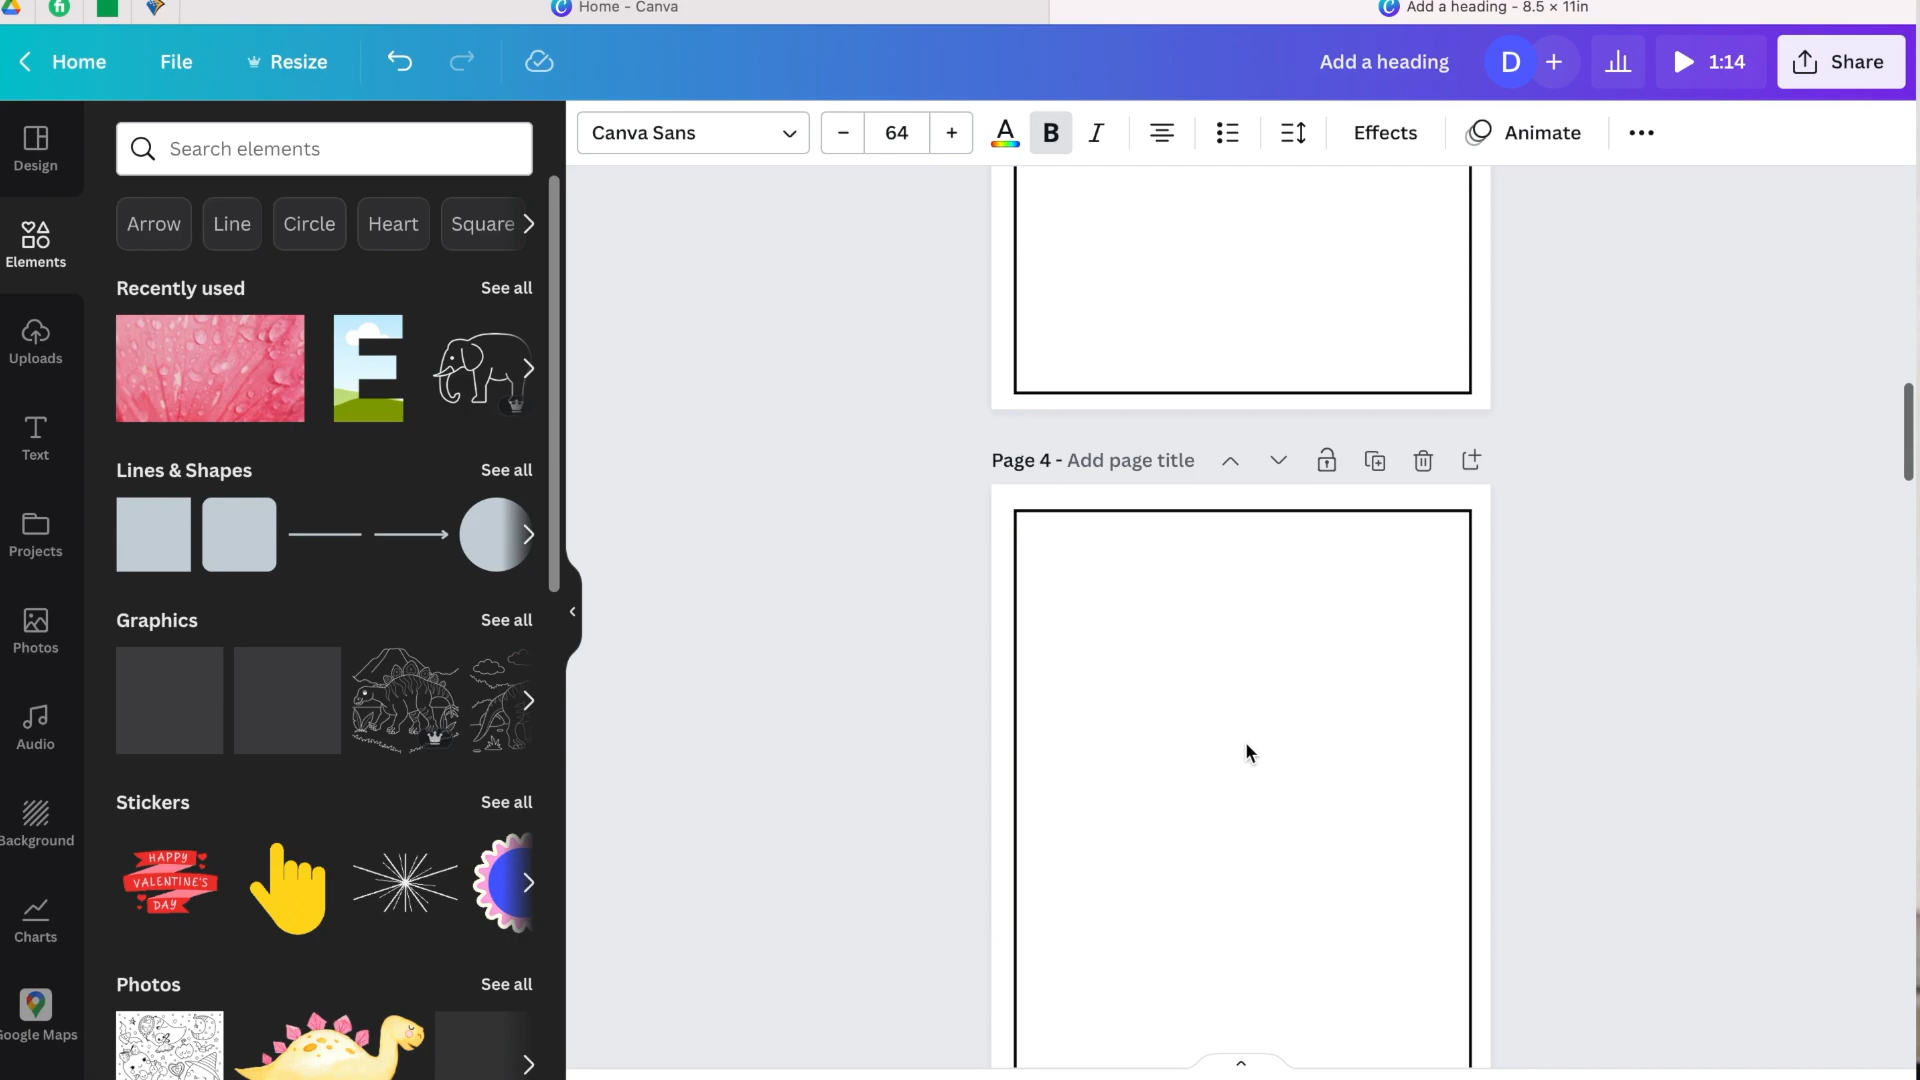 Home - Canva
Add a heading - 8.5 × 11in
Home
File
Resize
Add a heading
D
+
1:14
Share
Design
Elements
Uploads
Text
Projects
Photos
Audio
Background
Charts
Google Maps
Search elements
Arrow
Line
Circle
Heart
Square
Recently used
See all
E
Lines & Shapes
See all
Graphics
See all
Stickers
See all
HAPPY
VALENTINE'S
DAY
Photos
See all
Canva Sans
−
64
+
A
B
I
Effects
Animate
Page 4 - Add page title